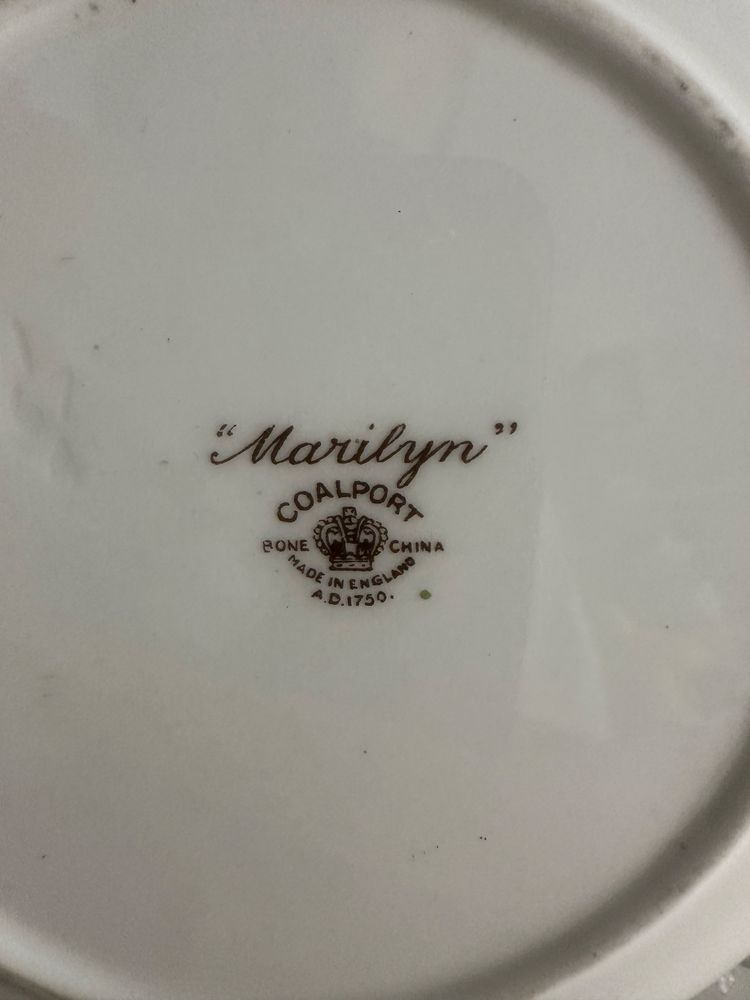 "Marilyn"
COALPORT
BONE CHINA
MADE IN ENGLAND
A.D.1750.